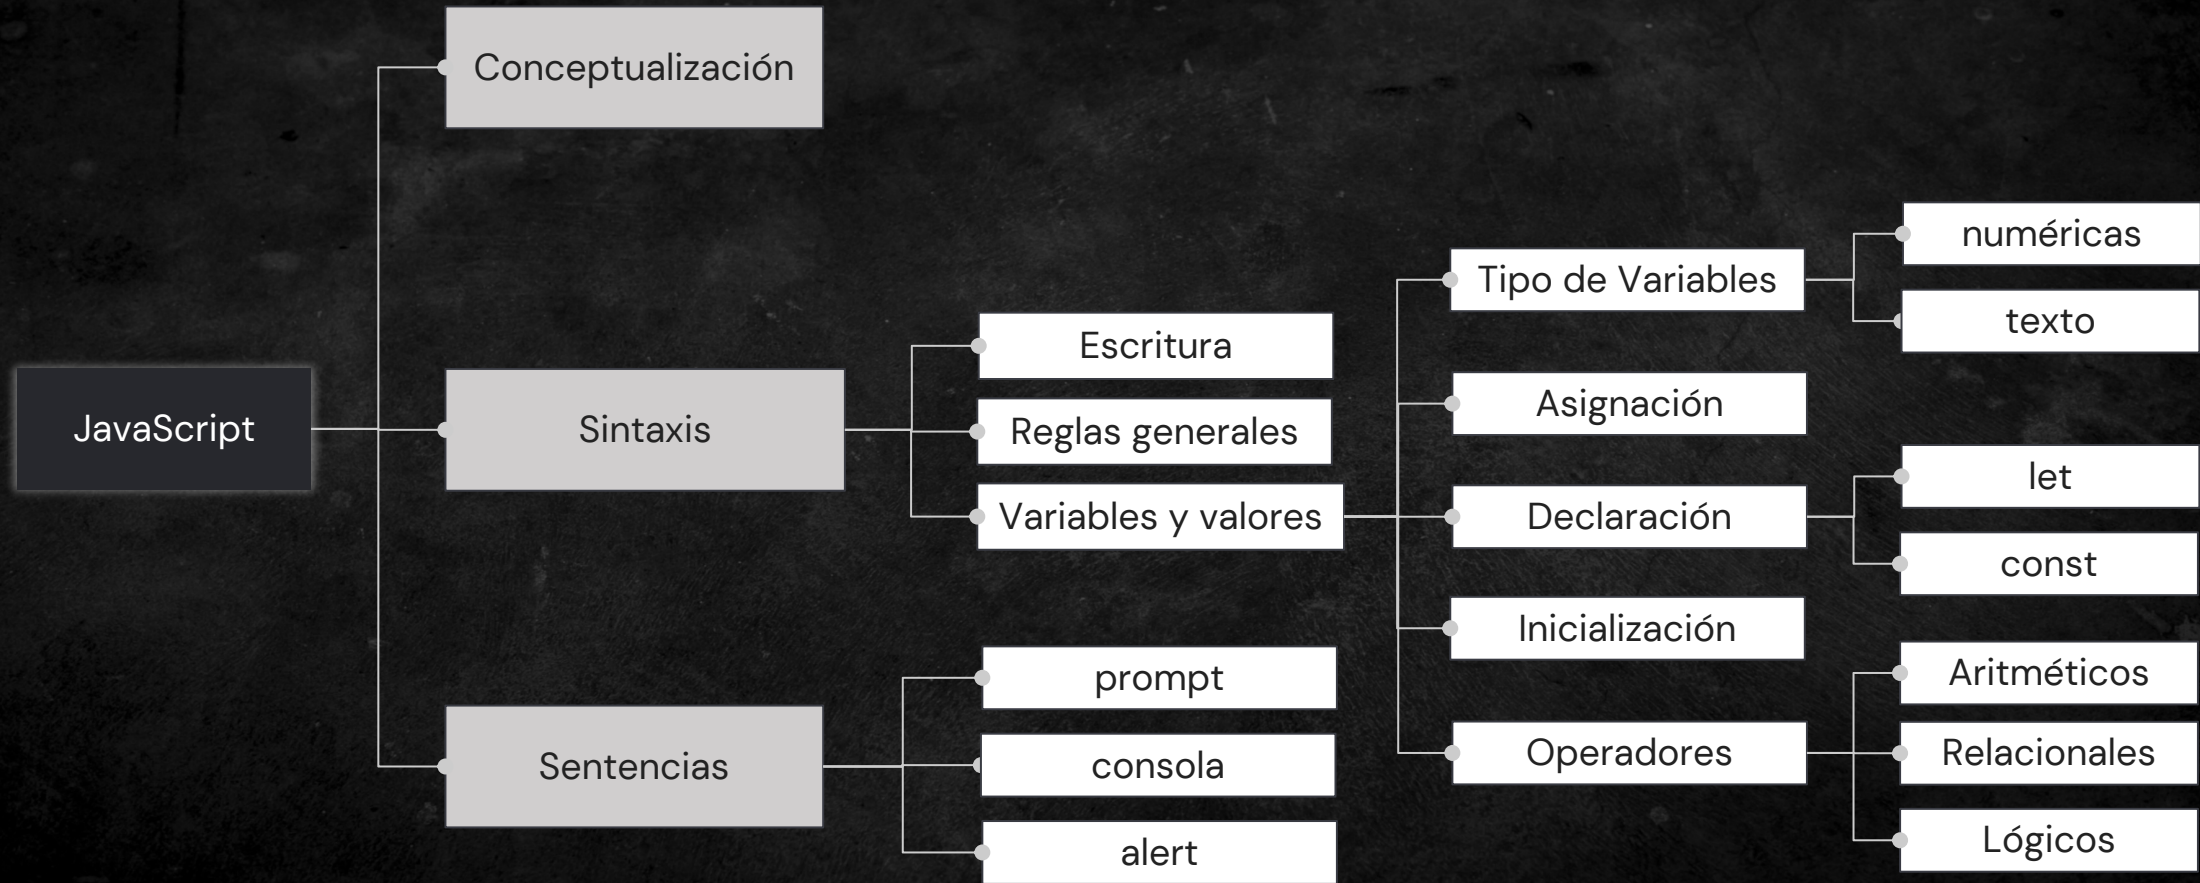 JavaScript
Conceptualización
Sintaxis
Escritura
Reglas generales
Variables y valores
Tipo de Variables
numéricas
texto
Asignación
Declaración
let
const
Inicialización
Operadores
Aritméticos
Relacionales
Lógicos
Sentencias
prompt
consola
alert